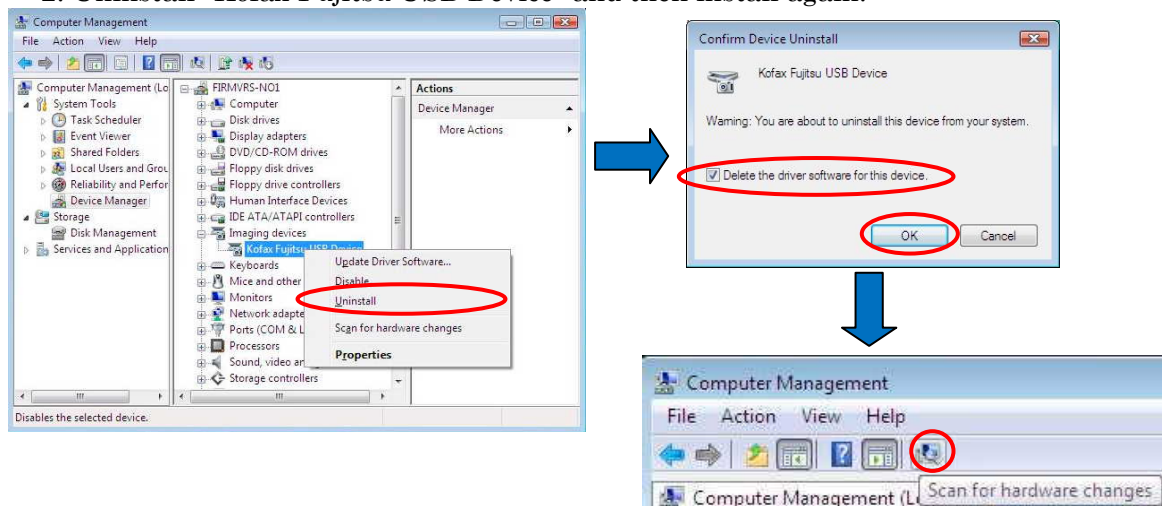 2. Uninstall "Kofax Fujitsu USB Device" and then install again.
Computer Management
File Action View Help
Computer Management (Lo
System Tools
Task Scheduler
Event Viewer
Shared Folders
Local Users and Grou
Reliability and Perfor
Device Manager
Storage
Disk Management
Services and Application
FIRMVRS-NO1
Computer
Disk drives
Display adapters
DVD/CD-ROM drives
Floppy disk drives
Floppy drive controllers
Human Interface Devices
IDE ATA/ATAPI controllers
Imaging devices
Kofax Fujitsu USB Device
Keyboards
Mice and other
Monitors
Network adapte
Ports (COM & L
Processors
Sound, video an
Storage controllers
Actions
Device Manager
More Actions
Update Driver Software...
Disable
Uninstall
Scan for hardware changes
Properties
Disables the selected device.
Confirm Device Uninstall
Kofax Fujitsu USB Device
Warning: You are about to uninstall this device from your system.
Delete the driver software for this device.
OK Cancel
Computer Management
File Action View Help
Computer Management (L
Scan for hardware changes